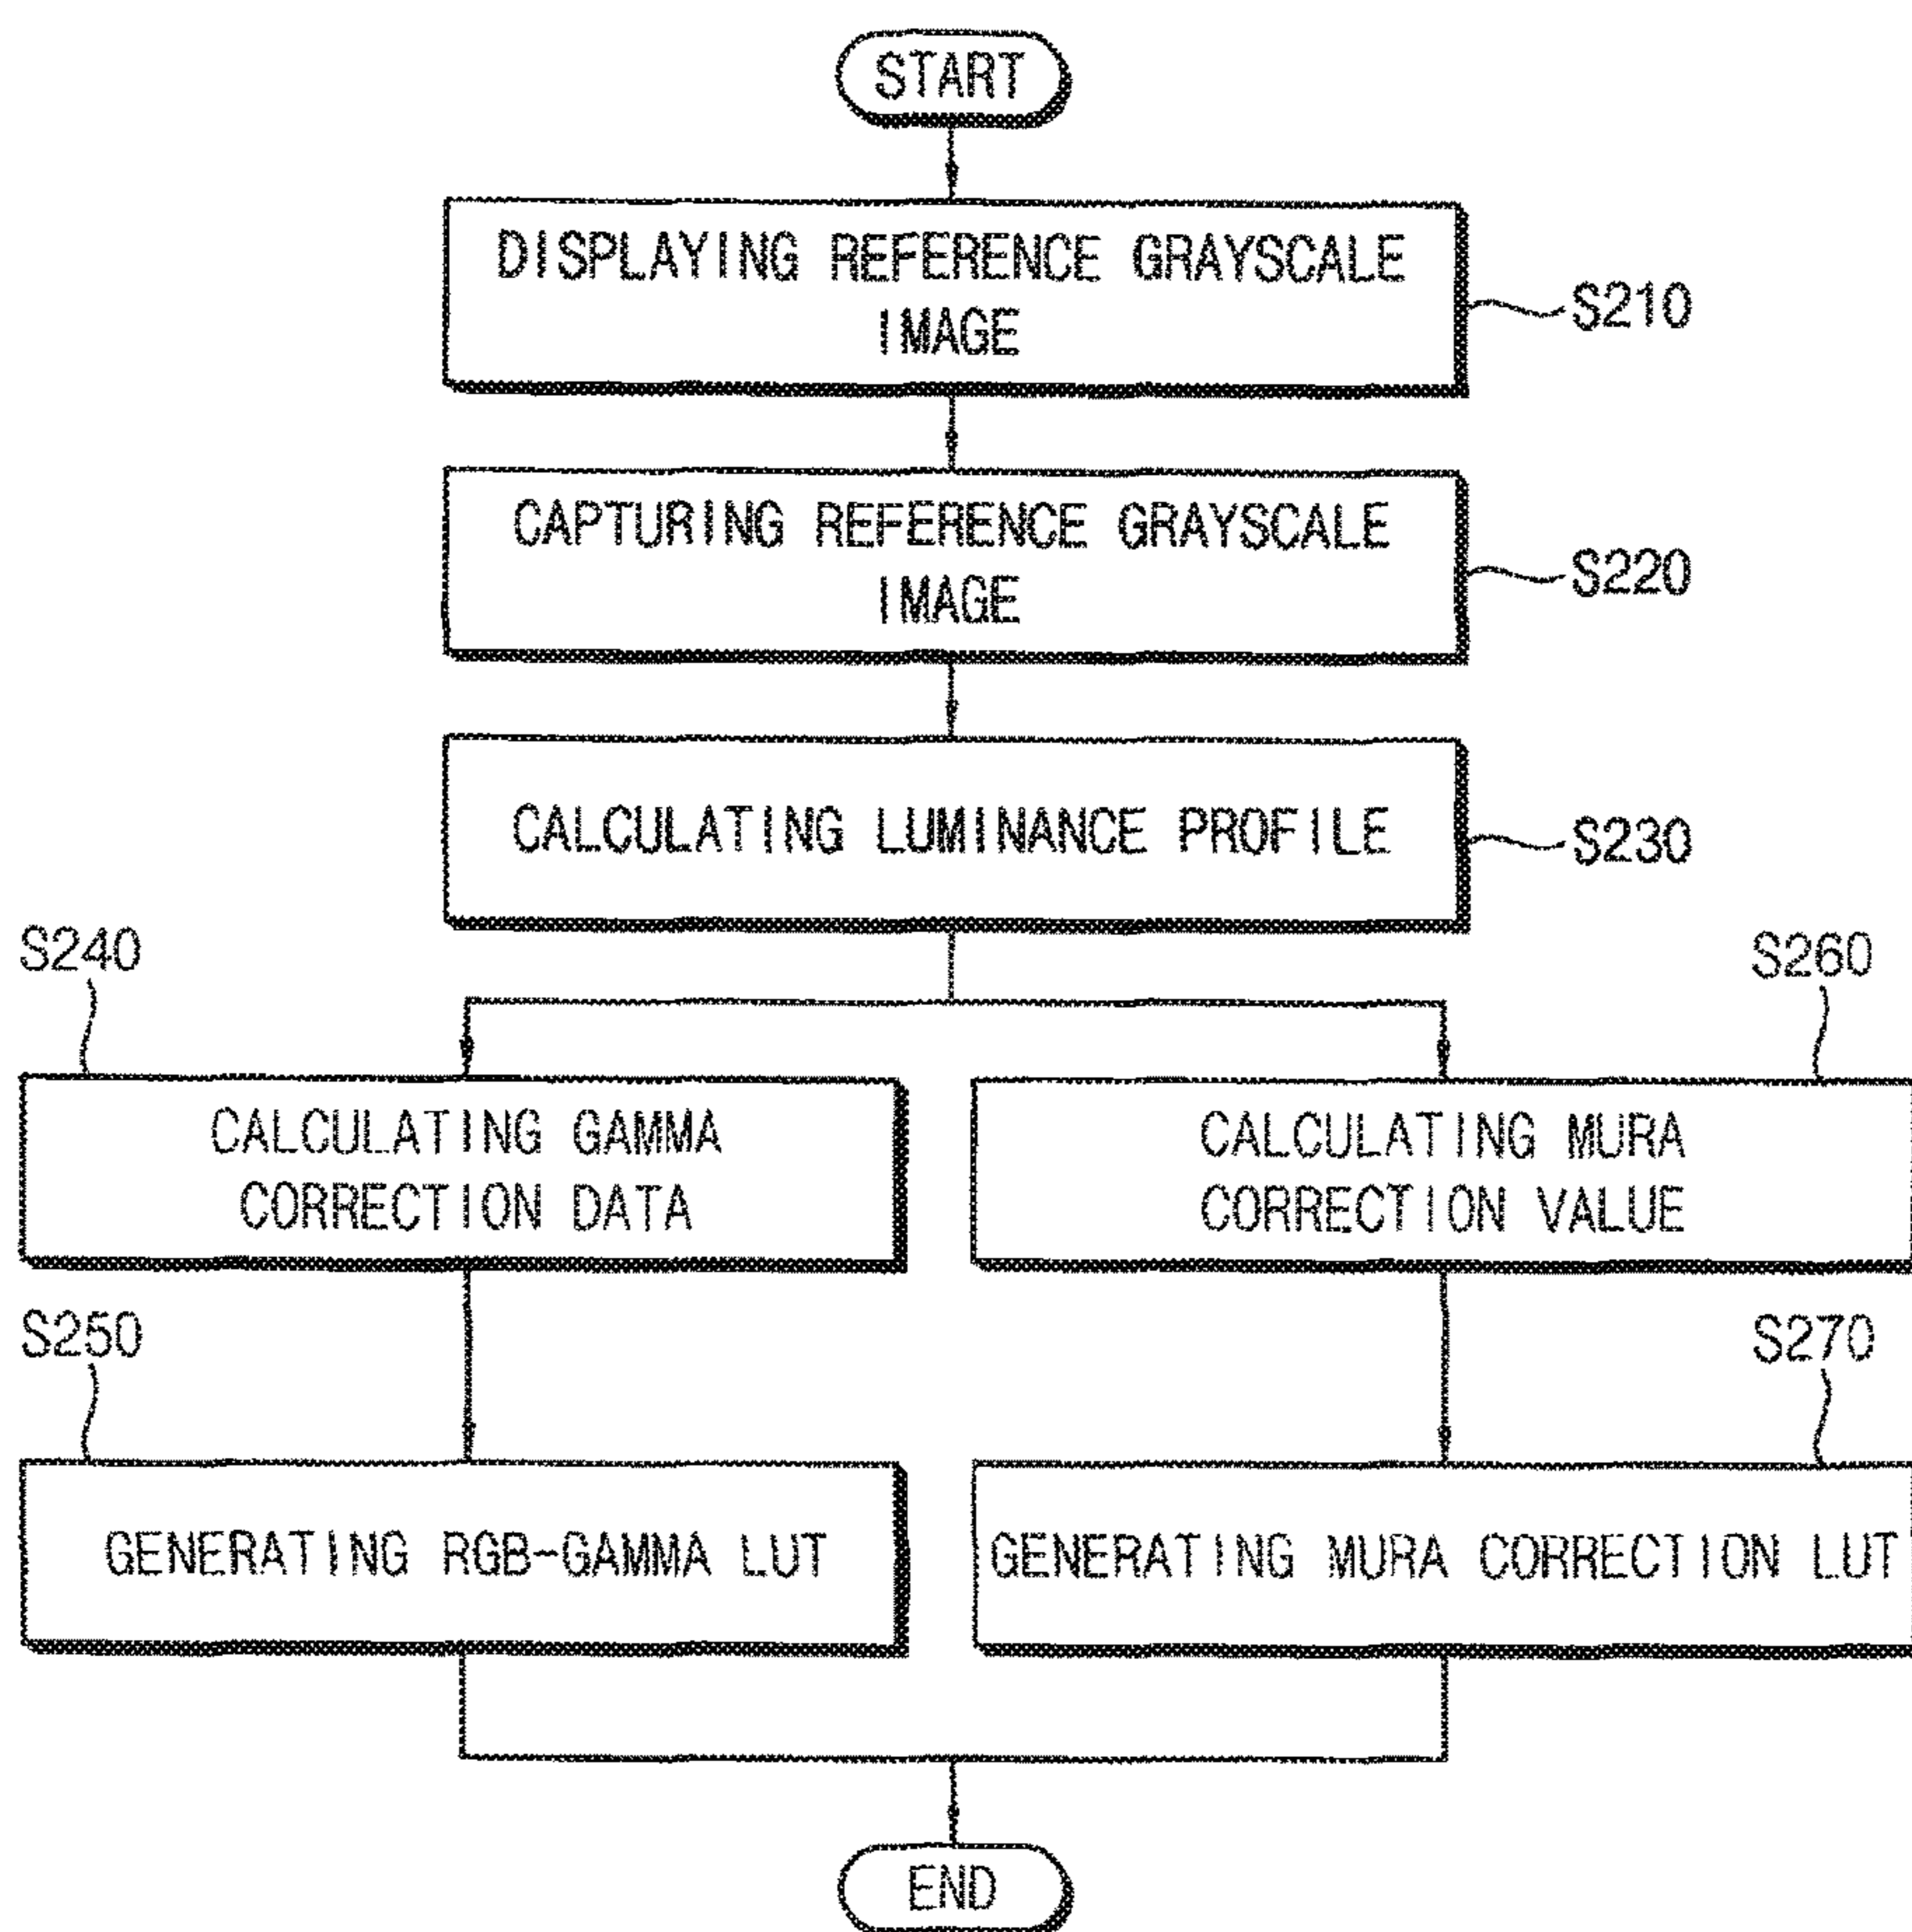 START
DISPLAYING REFERENCE GRAYSCALE
IMAGE
S210
CAPTURING REFERENCE GRAYSCALE
IMAGE
S220
CALCULATING LUMINANCE PROFILE
S230
S240
S260
CALCULATING GAMMA
CORRECTION DATA
CALCULATING MURA
CORRECTION VALUE
S250
S270
GENERATING RGB-GAMMA LUT
GENERATING MURA CORRECTION LUT
END